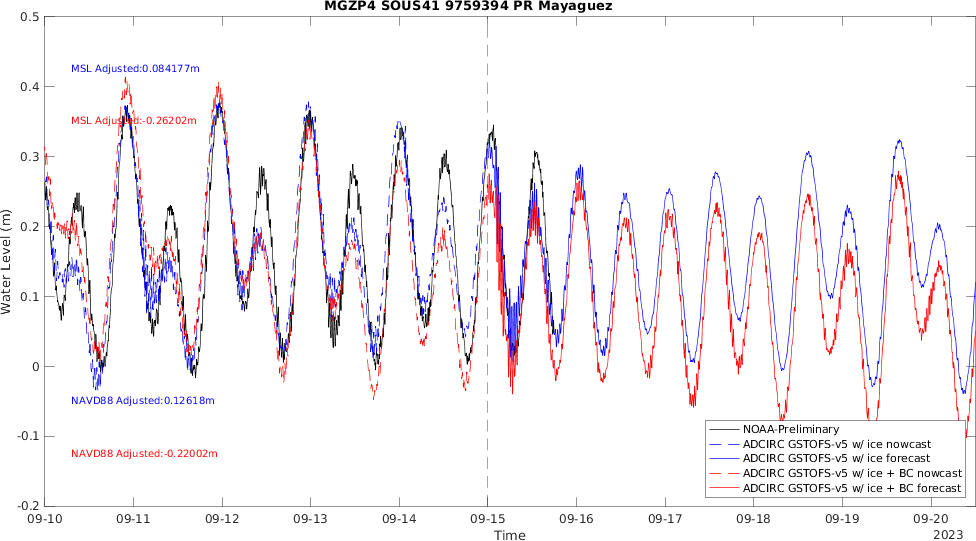 MGZP4 SOUS41 9759394 PR Mayaguez
0.5
0.4
0.3
0.2
0.1
0
-0.1
-0.2
Water Level (m)
MSL Adjusted:0.084177m
MSL Adjusted:-0.26202m
NAVD88 Adjusted:0.12618m
NAVD88 Adjusted:-0.22002m
NOAA-Preliminary
ADCIRC GSTOFS-v5 w/ ice nowcast
ADCIRC GSTOFS-v5 w/ ice forecast
ADCIRC GSTOFS-v5 w/ ice + BC nowcast
ADCIRC GSTOFS-v5 w/ ice + BC forecast
09-10 09-11 09-12 09-13 09-14 09-15 09-16 09-17 09-18 09-19 09-20
Time
2023